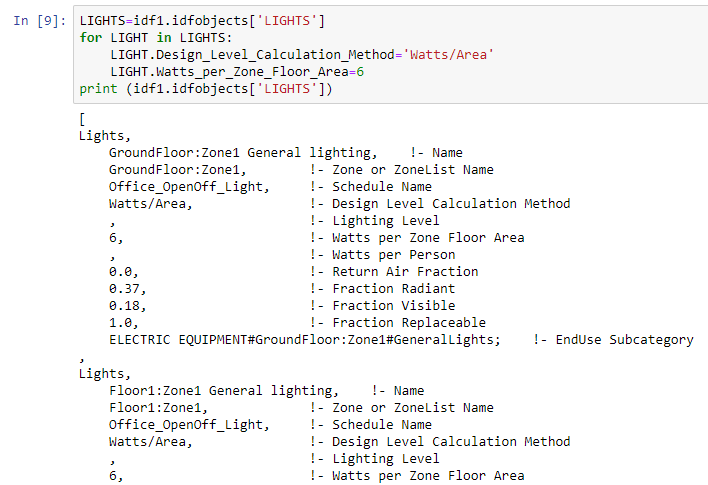 In [9]: LIGHTS=idf1.idfobjects['LIGHTS']
for LIGHT in LIGHTS:
    LIGHT.Design_Level_Calculation_Method='Watts/Area'
    LIGHT.Watts_per_Zone_Floor_Area=6
print (idf1.idfobjects['LIGHTS'])
[
Lights,
    GroundFloor:Zone1 General lighting,    !- Name
    GroundFloor:Zone1,        !- Zone or ZoneList Name
    Office_OpenOff_Light,     !- Schedule Name
    Watts/Area,               !- Design Level Calculation Method
    ,                         !- Lighting Level
    6,                        !- Watts per Zone Floor Area
    ,                         !- Watts per Person
    0.0,                      !- Return Air Fraction
    0.37,                     !- Fraction Radiant
    0.18,                     !- Fraction Visible
    1.0,                      !- Fraction Replaceable
    ELECTRIC EQUIPMENT#GroundFloor:Zone1#GeneralLights;    !- EndUse Subcategory
,
Lights,
    Floor1:Zone1 General lighting,    !- Name
    Floor1:Zone1,             !- Zone or ZoneList Name
    Office_OpenOff_Light,     !- Schedule Name
    Watts/Area,               !- Design Level Calculation Method
    ,                         !- Lighting Level
    6,                        !- Watts per Zone Floor Area